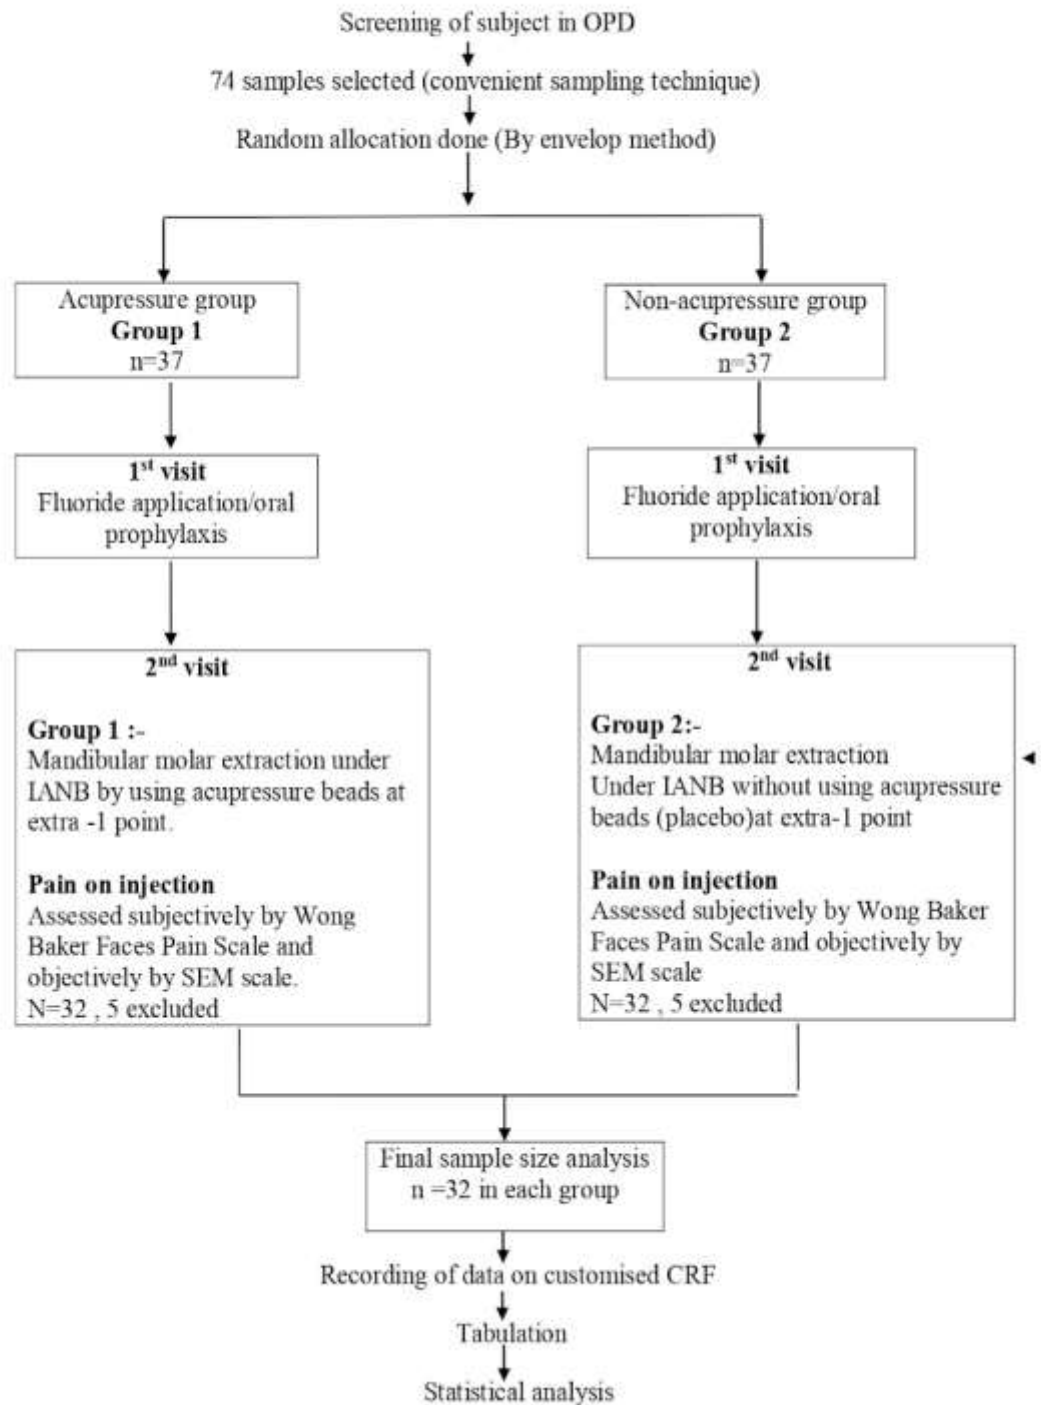 Screening of subject in OPD
74 samples selected (convenient sampling technique)
Random allocation done (By envelop method)
Acupressure group
Group 1
n=37
Non-acupressure group
Group 2
n=37
1st visit
Fluoride application/oral
prophylaxis
1st visit
Fluoride application/oral
prophylaxis
2nd visit
Group 1 :-
Mandibular molar extraction under
IANB by using acupressure beads at
extra -1 point.
Pain on injection
Assessed subjectively by Wong
Baker Faces Pain Scale and
objectively by SEM scale.
N=32 , 5 excluded
2nd visit
Group 2:-
Mandibular molar extraction
Under IANB without using acupressure
beads (placebo)at extra-1 point
Pain on injection
Assessed subjectively by Wong Baker
Faces Pain Scale and objectively by
SEM scale
N=32 , 5 excluded
Final sample size analysis
n =32 in each group
Recording of data on customised CRF
Tabulation
Statistical analysis